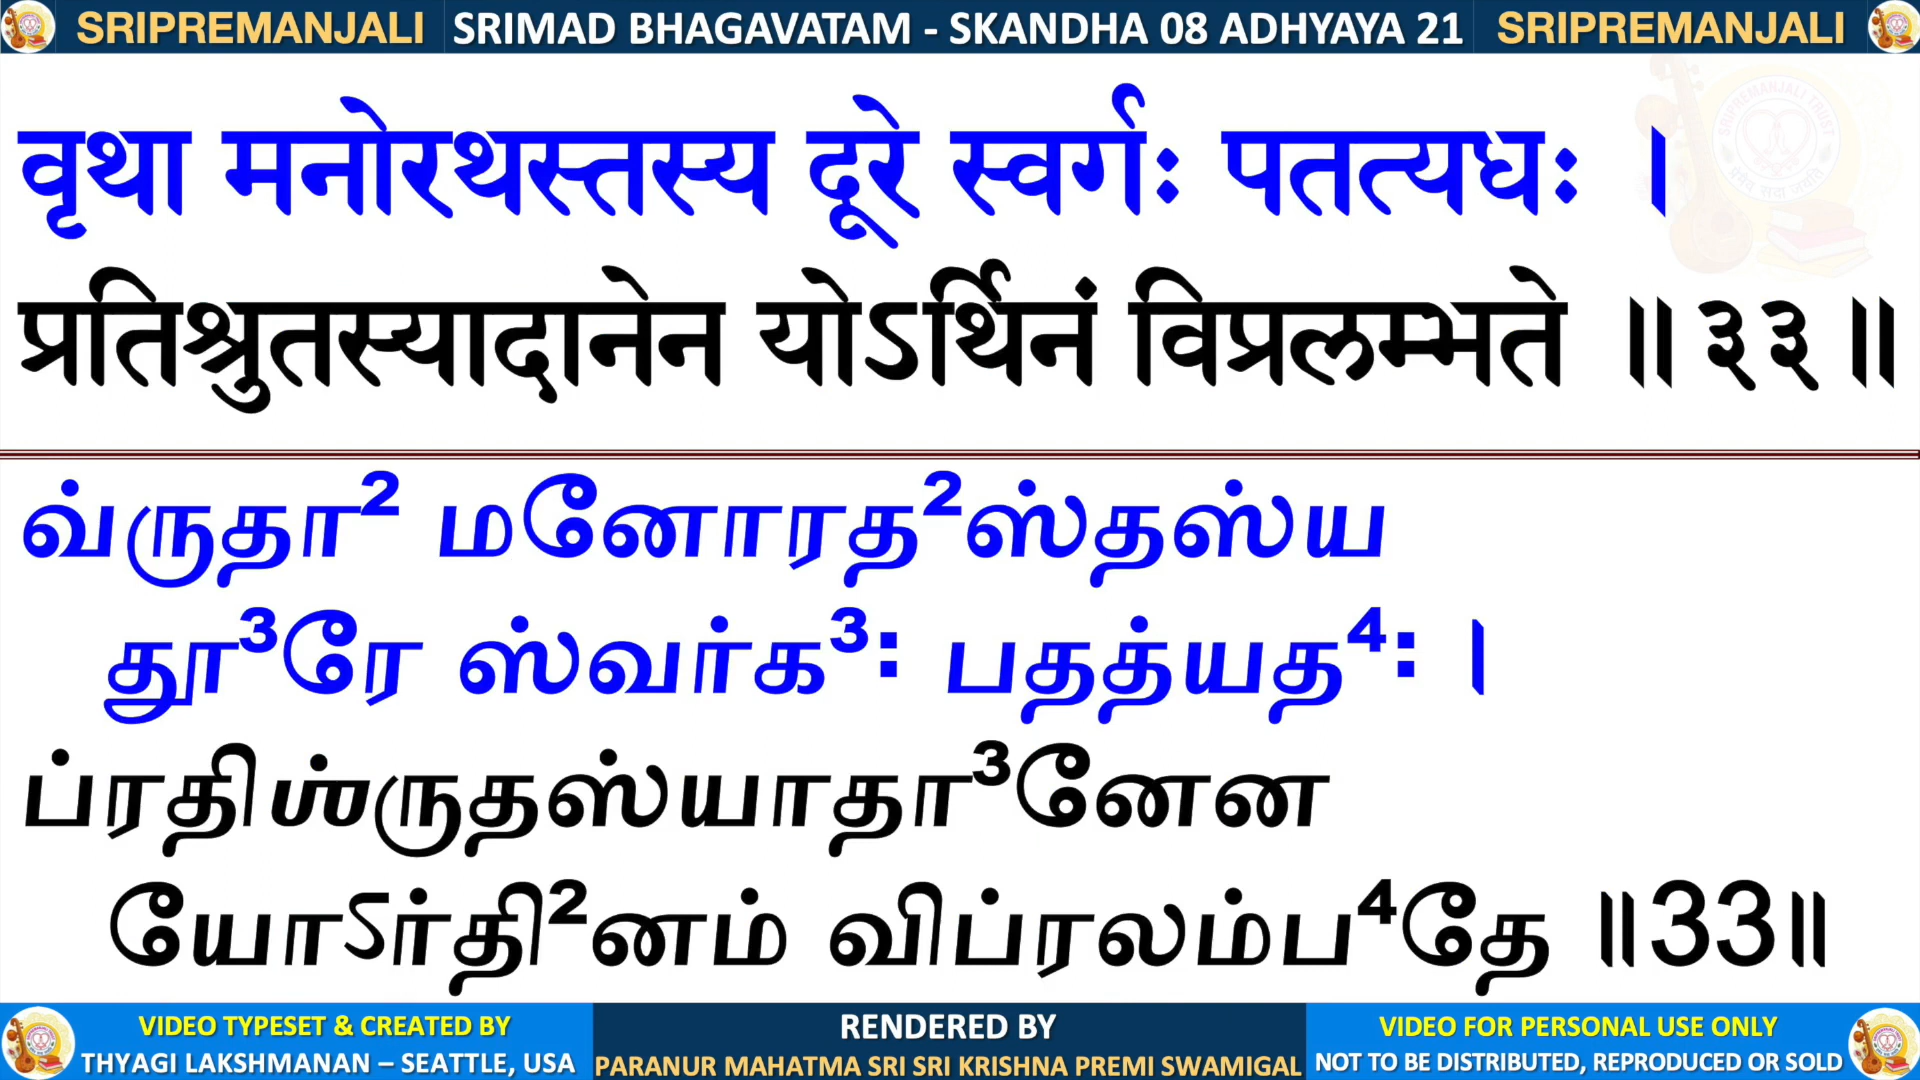 SRIPREMANJALI SRIMAD BHAGAVATAM - SKANDHA 08 ADHYAYA 21 SRIPREMANJALI
वृथा मनोरथस्तस्य दूरे स्वर्गः पतत्यधः ।
प्रतिश्रुतस्यादानेन योऽर्थिनं विप्रलम्भते ॥ ३३ ॥
வ்ருதா² மனோரத²ஸ்தஸ்ய
தூ³ரே ஸ்வர்க³: பதத்யத⁴: ।
ப்ரதிஶ்ருதஸ்யாதா³னேன
யோऽர்தி²னம் விப்ரலம்ப⁴தே ॥33॥
VIDEO TYPESET & CREATED BY
THYAGI LAKSHMANAN – SEATTLE, USA
RENDERED BY
PARANUR MAHATMA SRI SRI KRISHNA PREMI SWAMIGAL
VIDEO FOR PERSONAL USE ONLY
NOT TO BE DISTRIBUTED, REPRODUCED OR SOLD